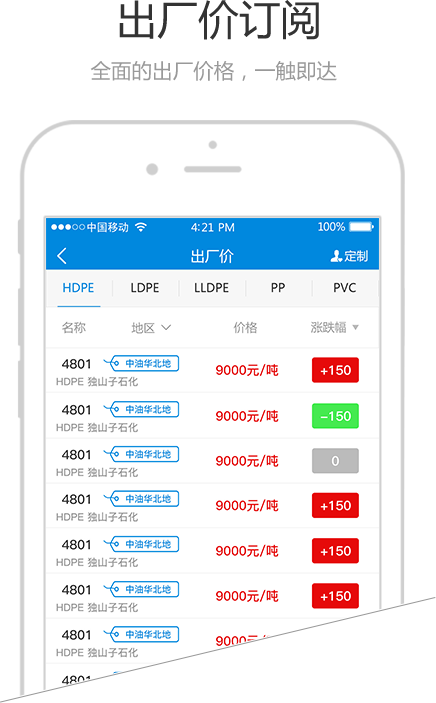 出厂价订阅
全面的出厂价格，一触即达
中国移动 4:21 PM 100%
出厂价 定制
HDPE LDPE LLDPE PP PVC
名称 地区 价格 涨跌幅
4801 中油华北地 9000元/吨 +150
HDPE 独山子石化
4801 中油华北地 9000元/吨 -150
HDPE 独山子石化
4801 中油华北地 9000元/吨 0
HDPE 独山子石化
4801 中油华北地 9000元/吨 +150
HDPE 独山子石化
4801 中油华北地 9000元/吨 +150
HDPE 独山子石化
4801 中油华北地 9000元/吨 +150
HDPE 独山子石化
4801 中油华北地 9000元
HDPE 独山子石化
4801